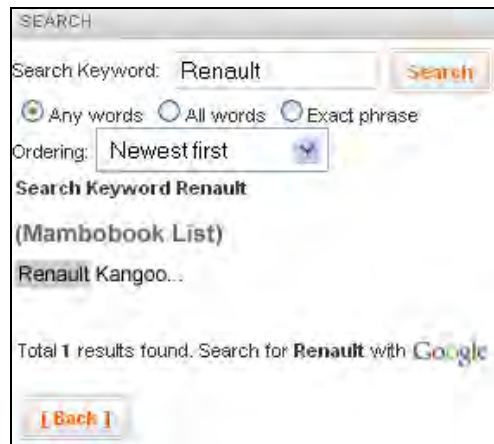 SEARCH
Search Keyword: Renault Search
Any words All words Exact phrase
Ordering: Newest first
Search Keyword Renault
(Mambobook List)
Renault Kangoo...
Total 1 results found. Search for Renault with Google
[ Back ]